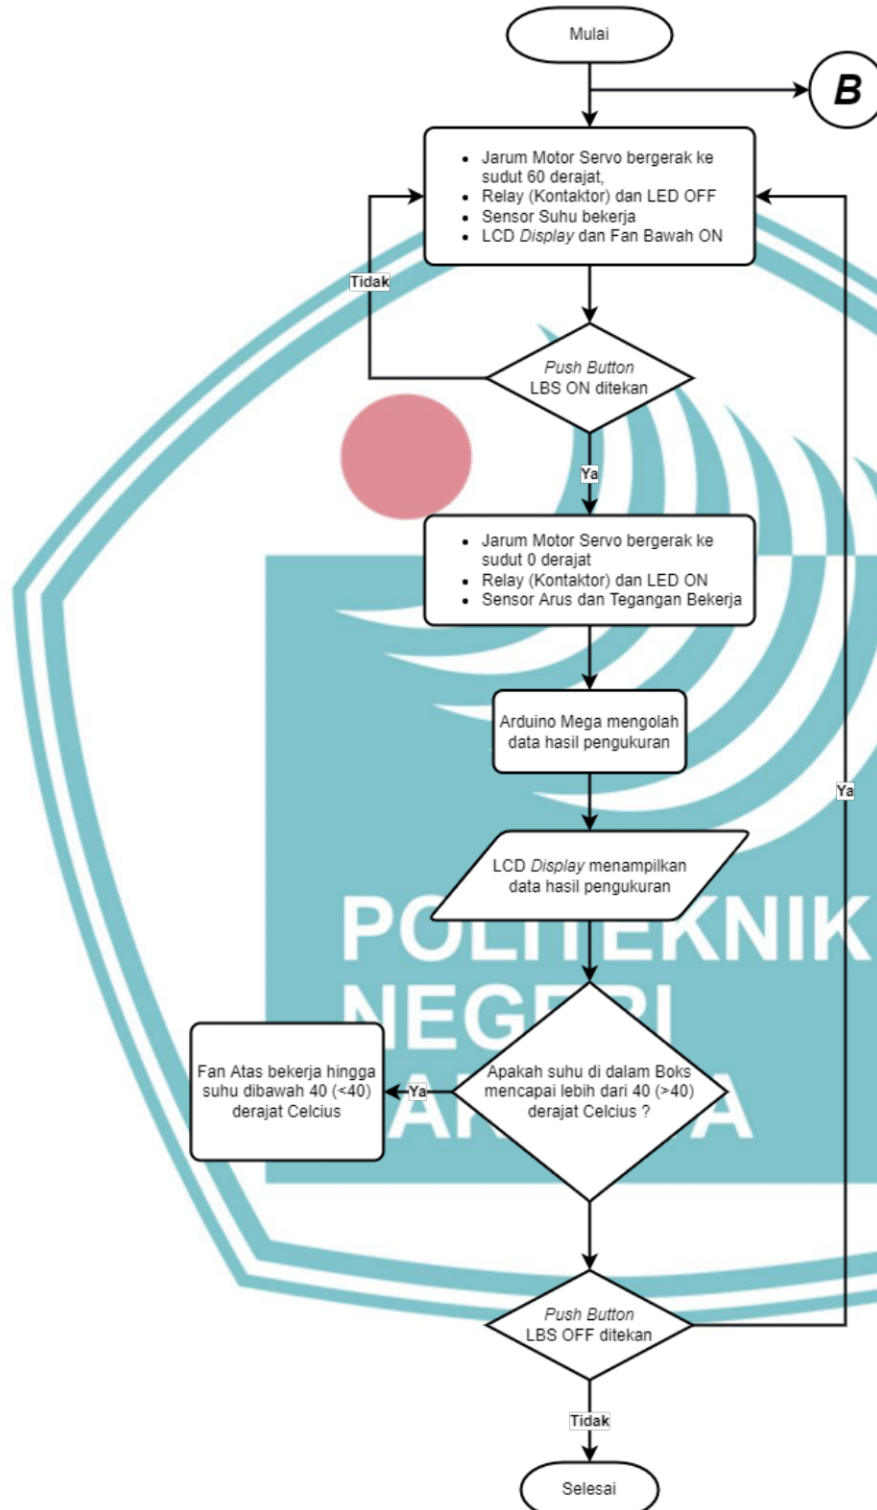 Mulai
B
• Jarum Motor Servo bergerak ke
sudut 60 derajat,
• Relay (Kontaktor) dan LED OFF
• Sensor Suhu bekerja
• LCD Display dan Fan Bawah ON
Tidak
Push Button
LBS ON ditekan
Ya
• Jarum Motor Servo bergerak ke
sudut 0 derajat
• Relay (Kontaktor) dan LED ON
• Sensor Arus dan Tegangan Bekerja
Arduino Mega mengolah
data hasil pengukuran
Ya
LCD Display menampilkan
data hasil pengukuran
POLITEKNIK
NEGERI
Fan Atas bekerja hingga
suhu dibawah 40 (<40)
derajat Celcius
Ya
Apakah suhu di dalam Boks
mencapai lebih dari 40 (>40)
derajat Celcius ?
Push Button
LBS OFF ditekan
Tidak
Selesai